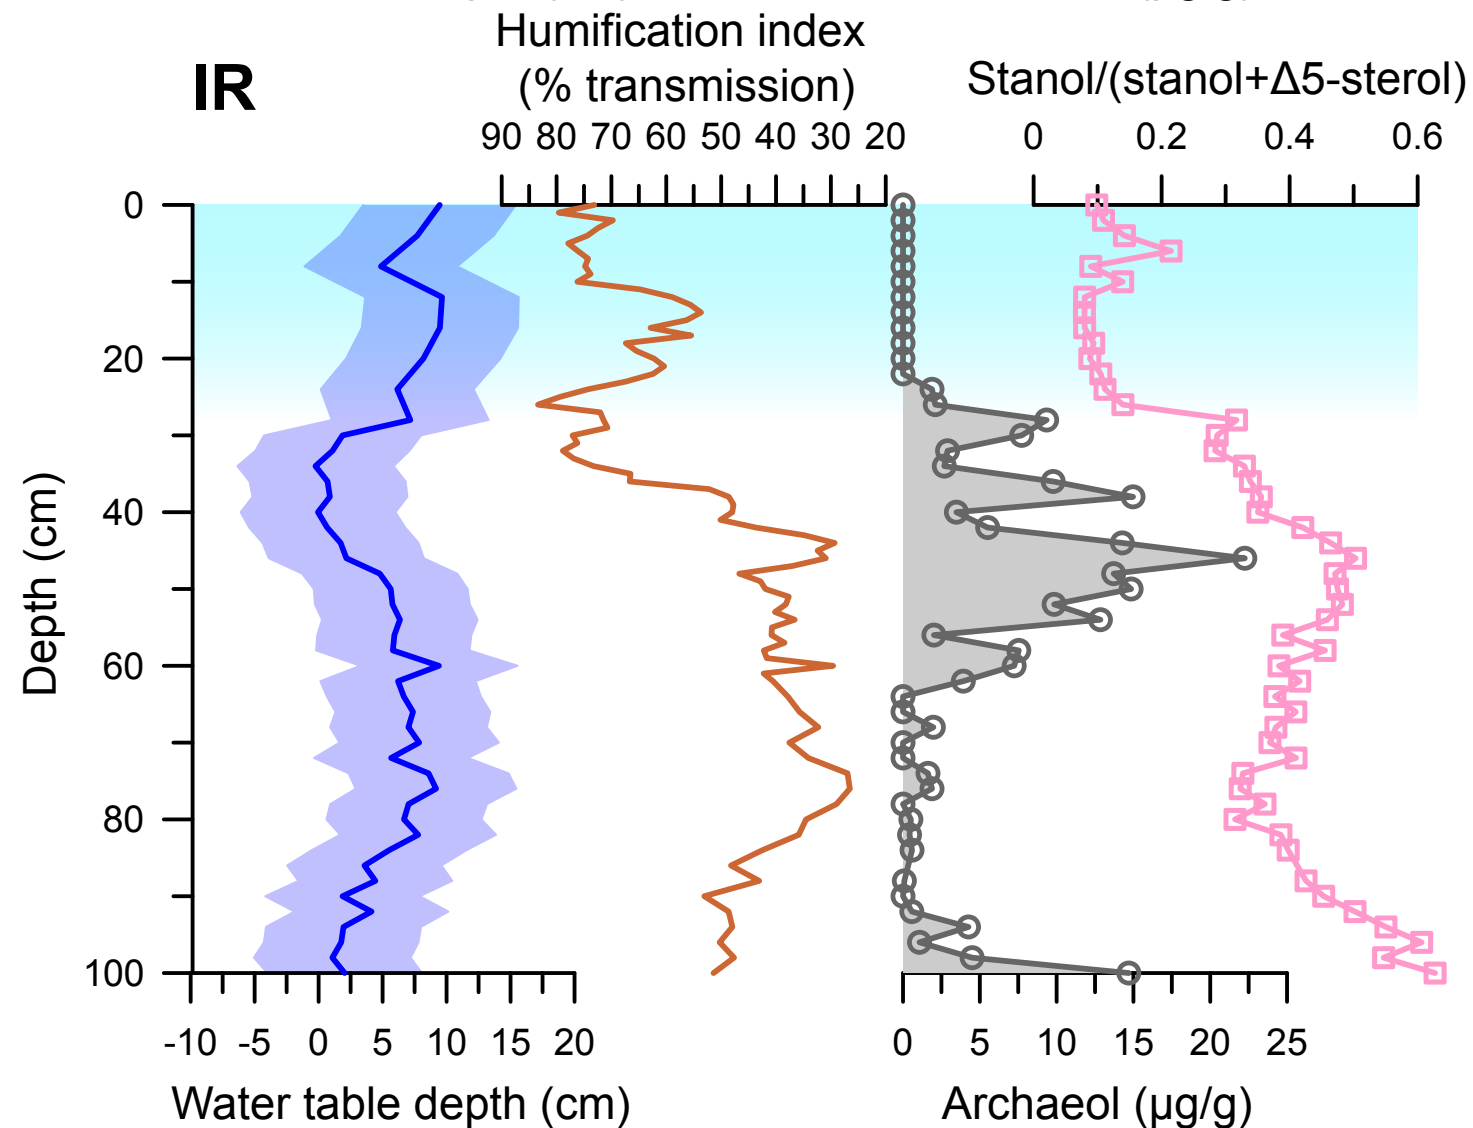 Humification index
IR
(% transmission)
Stanol/(stanol+Δ5-sterol)
90 80 70 60 50 40 30 20
0 0.2 0.4 0.6
0
20
40
60
80
100
Depth (cm)
-10 -5 0 5 10 15 20
0 5 10 15 20 25
Water table depth (cm)
Archaeol (μg/g)